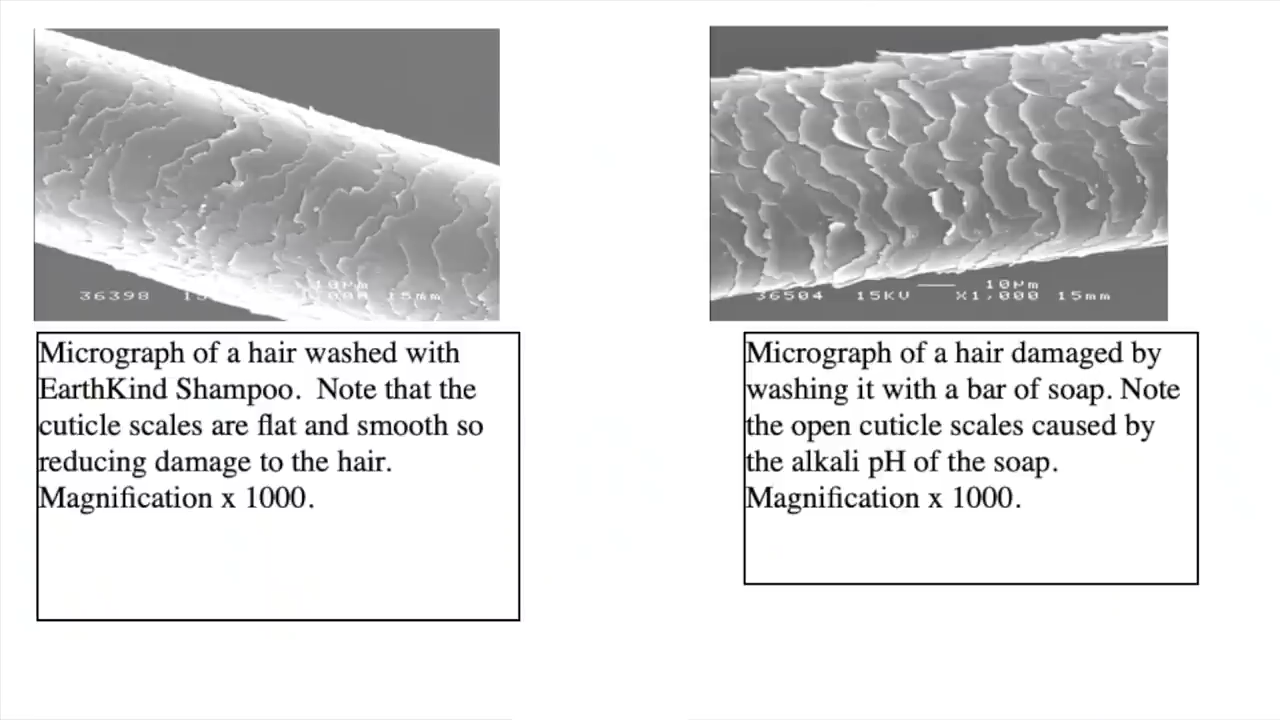 36398 15 10µm ,000 15mm
36504 15KV 10µm X1,000 15mm
Micrograph of a hair washed with
EarthKind Shampoo.  Note that the
cuticle scales are flat and smooth so
reducing damage to the hair.
Magnification x 1000.
Micrograph of a hair damaged by
washing it with a bar of soap. Note
the open cuticle scales caused by
the alkali pH of the soap.
Magnification x 1000.